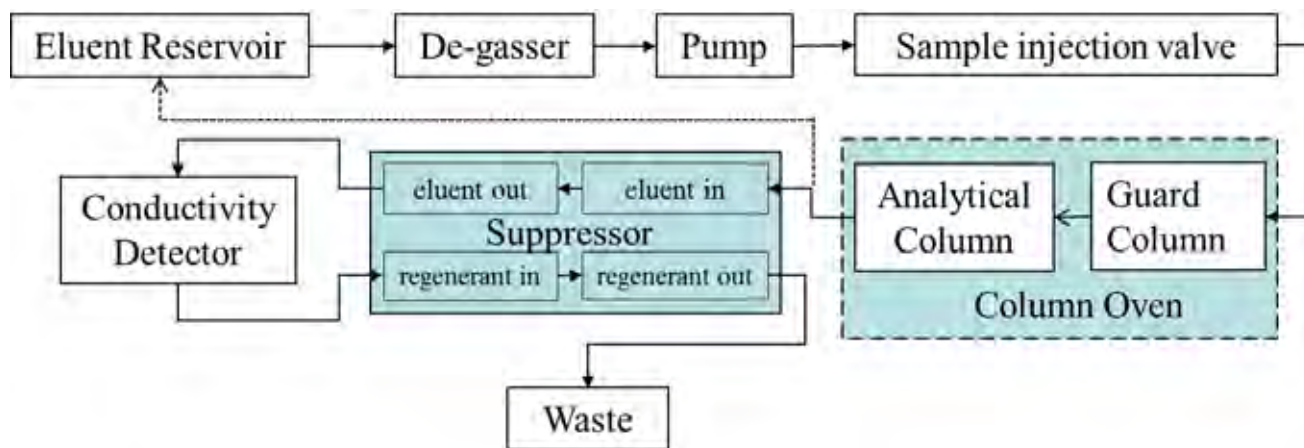 Eluent Reservoir
De-gasser
Pump
Sample injection valve
Conductivity
Detector
eluent out
eluent in
Suppressor
regenerant in
regenerant out
Analytical
Column
Guard
Column
Column Oven
Waste